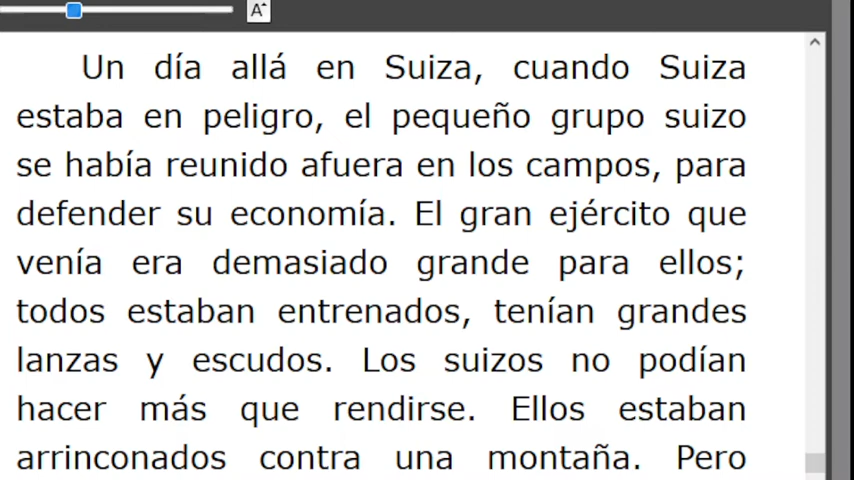 A
Un día allá en Suiza, cuando Suiza
estaba en peligro, el pequeño grupo suizo
se había reunido afuera en los campos, para
defender su economía. El gran ejército que
venía era demasiado grande para ellos;
todos estaban entrenados, tenían grandes
lanzas y escudos. Los suizos no podían
hacer más que rendirse. Ellos estaban
arrinconados contra una montaña. Pero